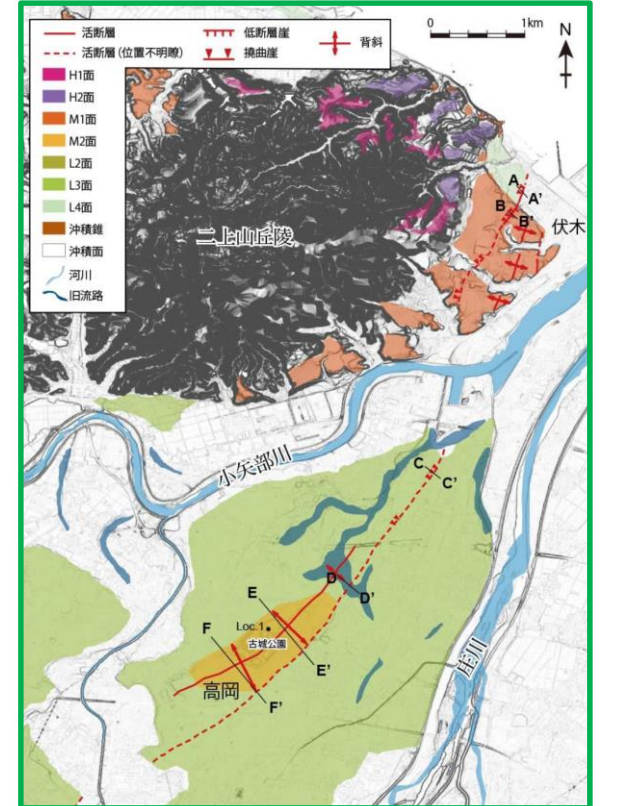 活断層
低断層崖
背斜
活断層(位置不明瞭)
撓曲崖
0 1km
N
H1面
H2面
M1面
M2面
L2面
L3面
L4面
沖積錐
沖積面
河川
旧流路
二上山丘陵
A A'
B B'
伏木
小矢部川
C C'
D D'
E
Loc.1
古城公園
F
E'
高岡
F'
庄川